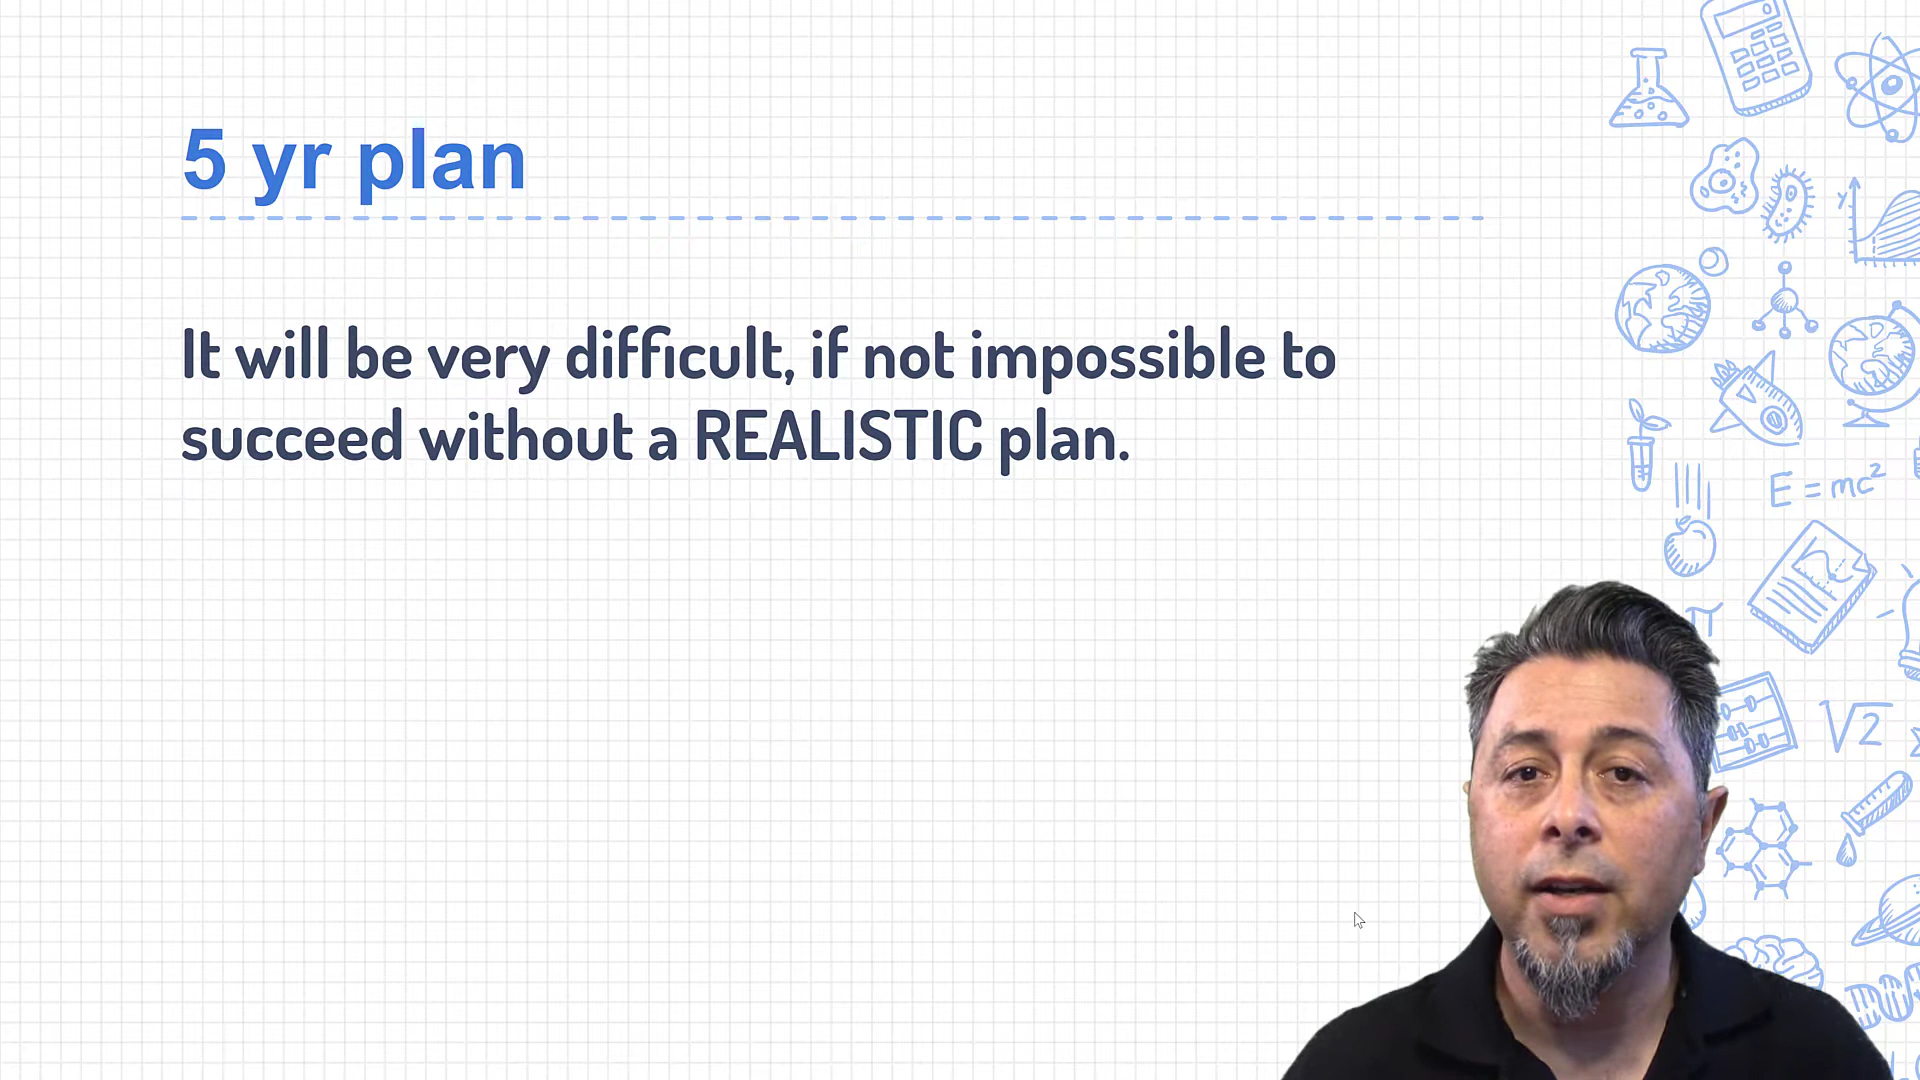 5 yr plan
It will be very difficult, if not impossible to
succeed without a REALISTIC plan.
y
E = mc²
π
√2